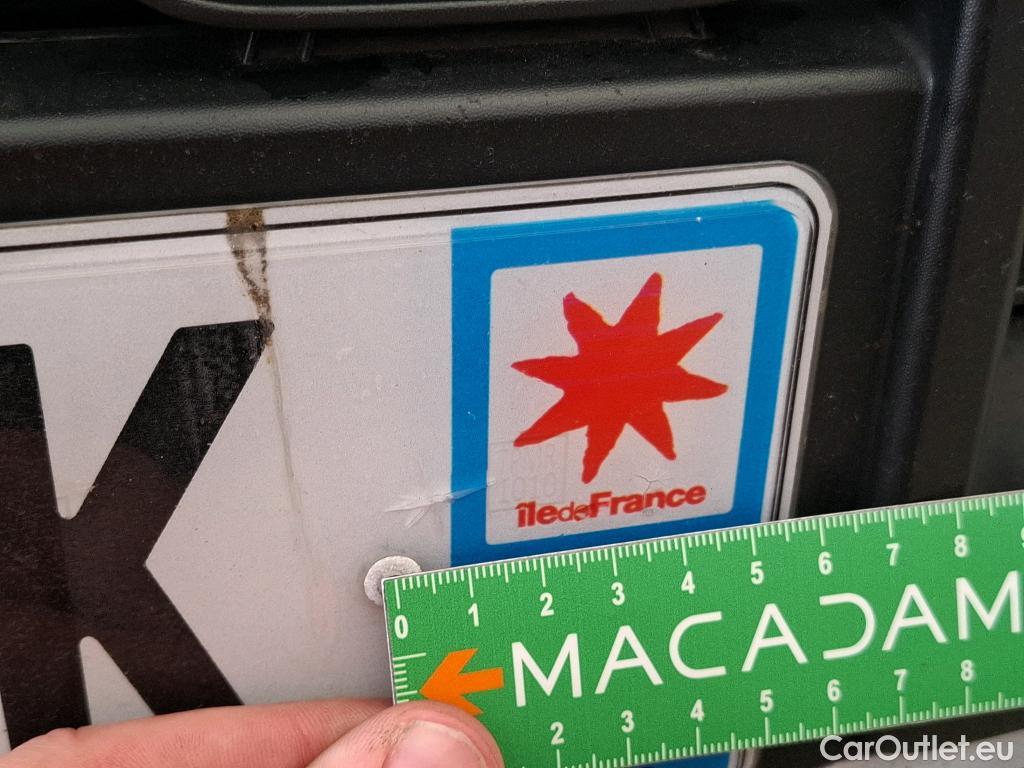 K
îledeFrance
0 1 2 3 4 5 6 7 8
MACADAM
2 3 4 5 6 7 8
CarOutlet.eu